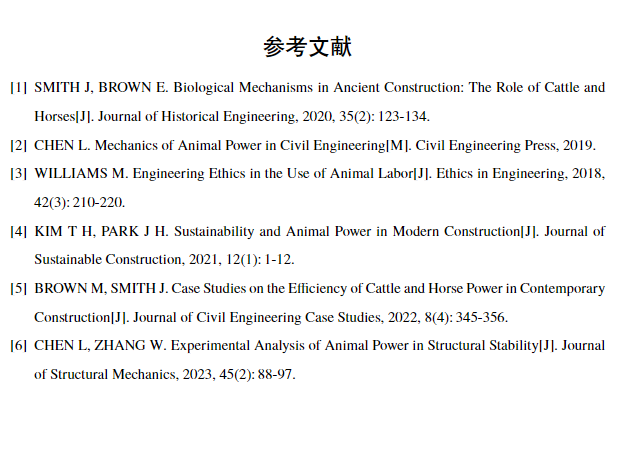 参考文献
[1] SMITH J, BROWN E. Biological Mechanisms in Ancient Construction: The Role of Cattle and
Horses[J]. Journal of Historical Engineering, 2020, 35(2): 123-134.
[2] CHEN L. Mechanics of Animal Power in Civil Engineering[M]. Civil Engineering Press, 2019.
[3] WILLIAMS M. Engineering Ethics in the Use of Animal Labor[J]. Ethics in Engineering, 2018,
42(3): 210-220.
[4] KIM T H, PARK J H. Sustainability and Animal Power in Modern Construction[J]. Journal of
Sustainable Construction, 2021, 12(1): 1-12.
[5] BROWN M, SMITH J. Case Studies on the Efficiency of Cattle and Horse Power in Contemporary
Construction[J]. Journal of Civil Engineering Case Studies, 2022, 8(4): 345-356.
[6] CHEN L, ZHANG W. Experimental Analysis of Animal Power in Structural Stability[J]. Journal
of Structural Mechanics, 2023, 45(2): 88-97.